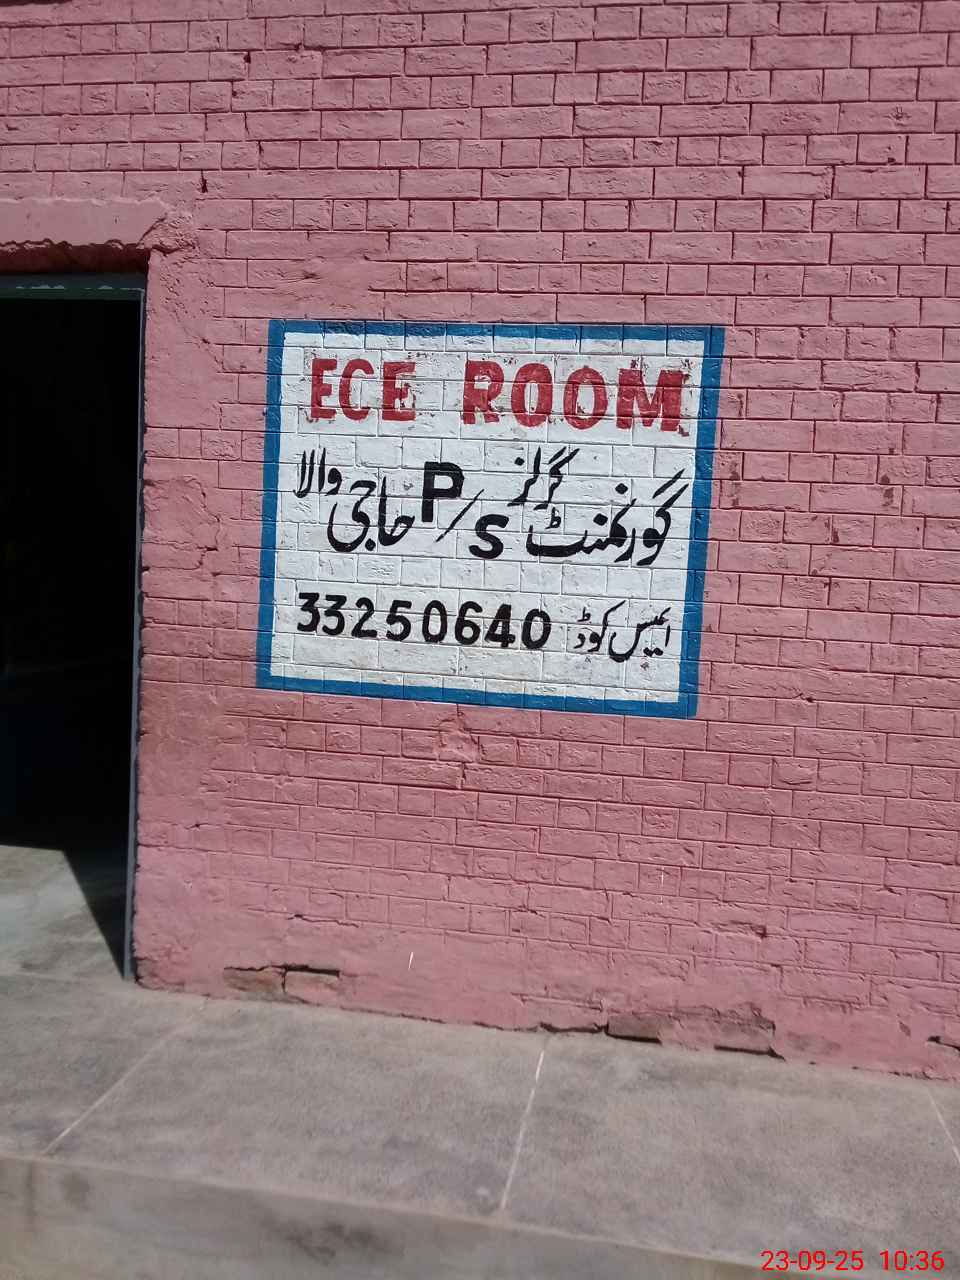 ECE ROOM
گورنمنٹ گرلز P/S حاجی والا
ایمس کوڈ 33250640
23-09-25 10:36